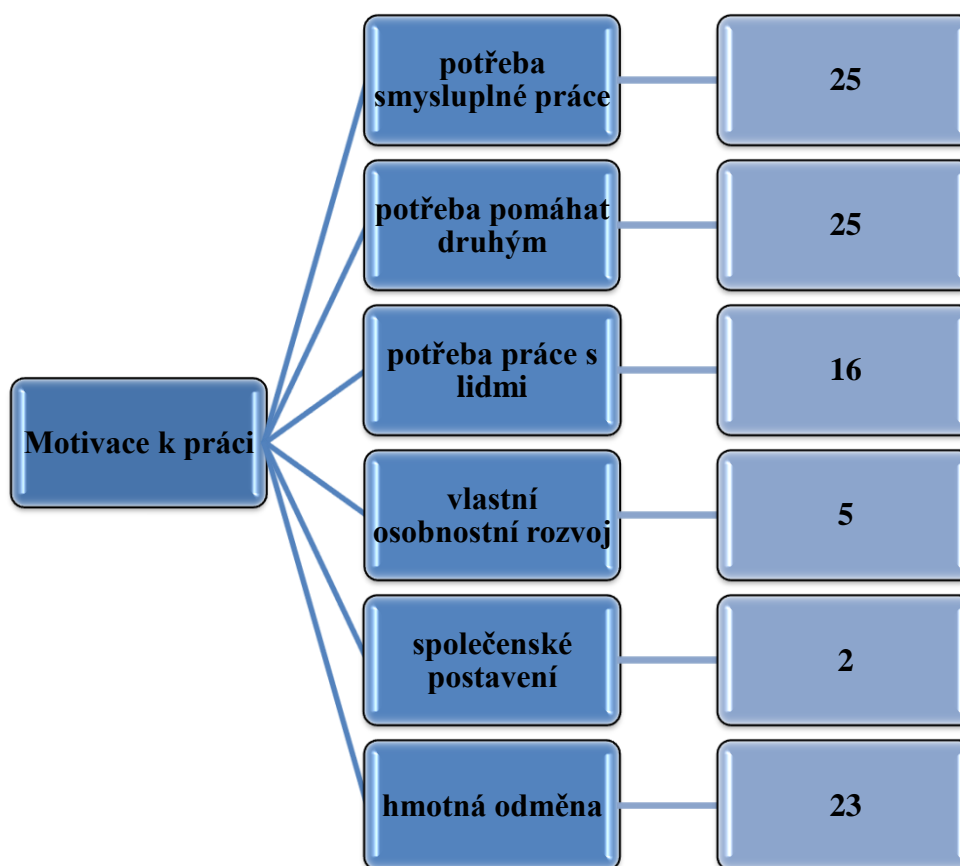 Motivace k práci
potřeba
smysluplné práce
25
potřeba pomáhat
druhým
25
potřeba práce s
lidmi
16
vlastní
osobnostní rozvoj
5
společenské
postavení
2
hmotná odměna
23